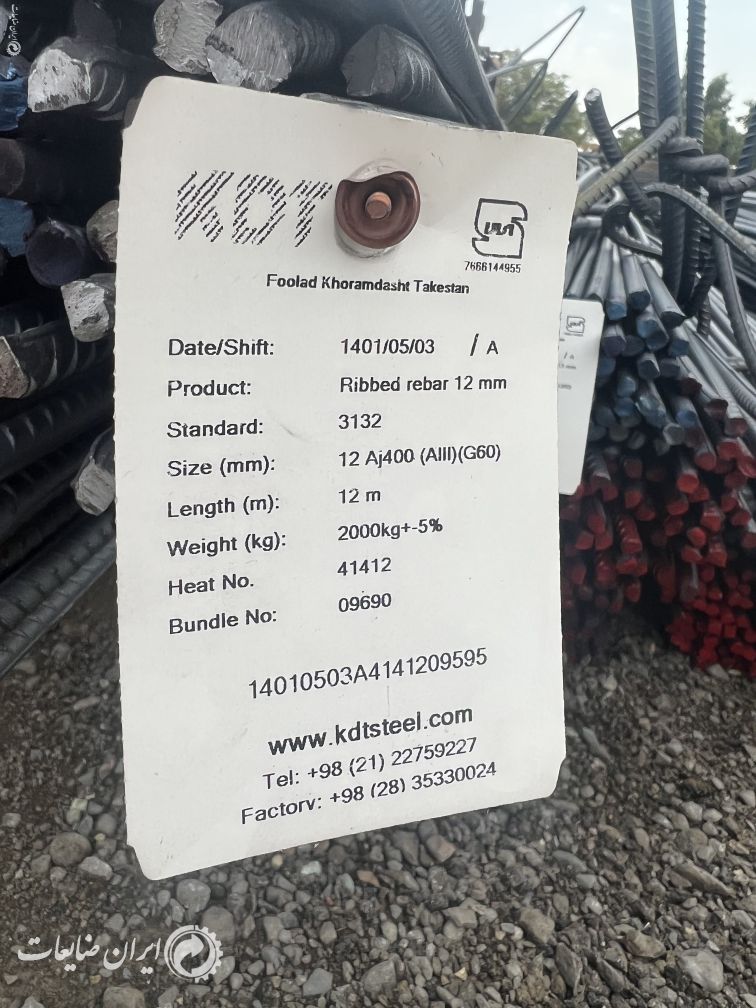 KDT
7666144955
Foolad Khoramdasht Takestan
Date/Shift: 1401/05/03 / A
Product: Ribbed rebar 12 mm
Standard: 3132
Size (mm): 12 Aj400 (AIII)(G60)
Length (m): 12 m
Weight (kg): 2000kg+-5%
Heat No. 41412
Bundle No: 09690
14010503A4141209595
www.kdtsteel.com
Tel: +98 (21) 22759227
Factory: +98 (28) 35330024
ایران ضایعات